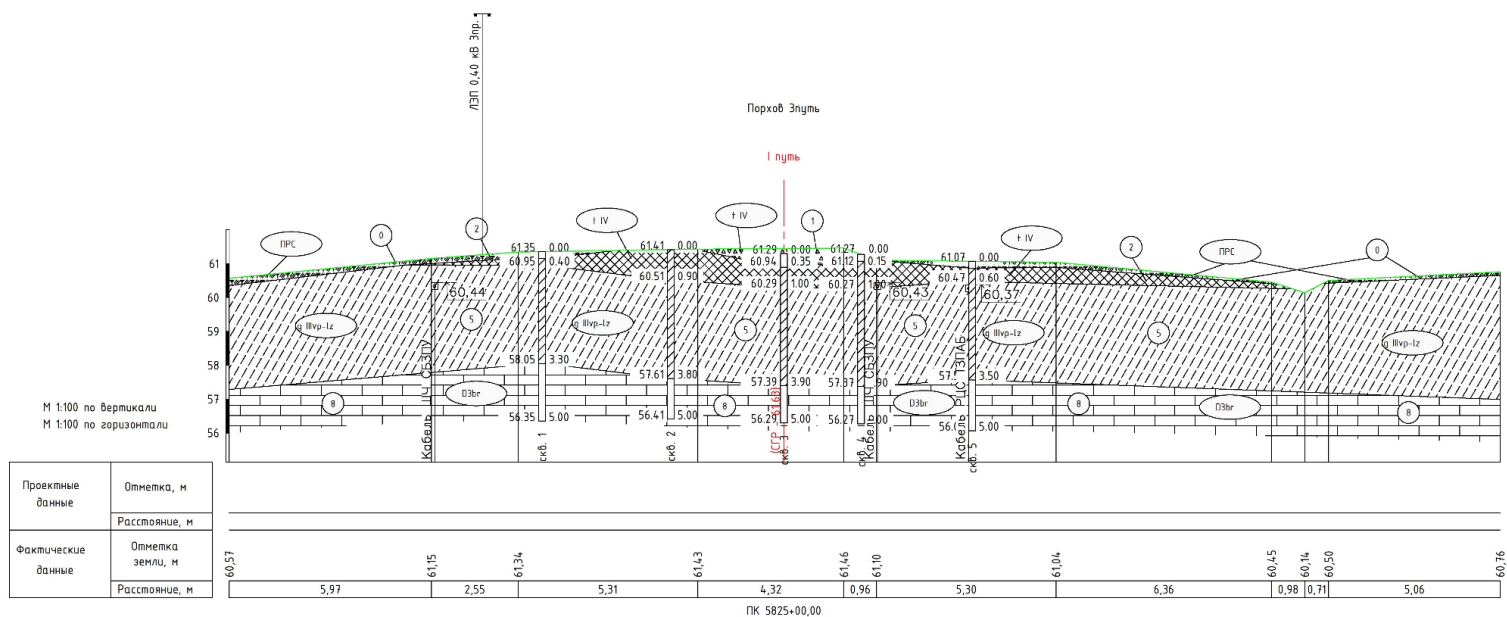 ЛЭП 0,40 кВ 3пр.
Порхов 3путь
I путь
ПРС
0
2
t IV
t IV
1
t IV
2
ПРС
0
61.35 0.00
60.95 0.40
58.05 3.30
56.35 5.00
61.41 0.00
60.51 0.90
57.61 3.80
56.41 5.00
61.29 0.00
60.94 0.35
60.29 1.00
57.39 3.90
56.29 5.00
61.27 0.00
61.12 0.15
60.27
56.27
61.07 0.00
60.47 0.60
3.50
5.00
60,44
60,43
60,37
g IIIvp-lz
5
g IIIvp-lz
5
5
g IIIvp-lz
5
g IIIvp-lz
8
D3br
8
D3br
8
D3br
8
Кабель ШЧ СБЗПУ
скв. 1
скв. 2
(СГР - 61.63)
скв. 3
скв. 4
Кабель ШЧ СБЗПУ
Кабель РЦС ТЗПАБ
скв. 5
61
60
59
58
57
56
М 1:100 по вертикали
М 1:100 по горизонтали
Проектные данные
Отметка, м
Расстояние, м
Фактические данные
Отметка земли, м
60,57 61,15 61,34 61,43 61,46 61,10 61,04 60,45 60,14 60,50 60,76
Расстояние, м
5,97 2,55 5,31 4,32 0,96 5,30 6,36 0,98 0,71 5,06
ПК 5825+00,00